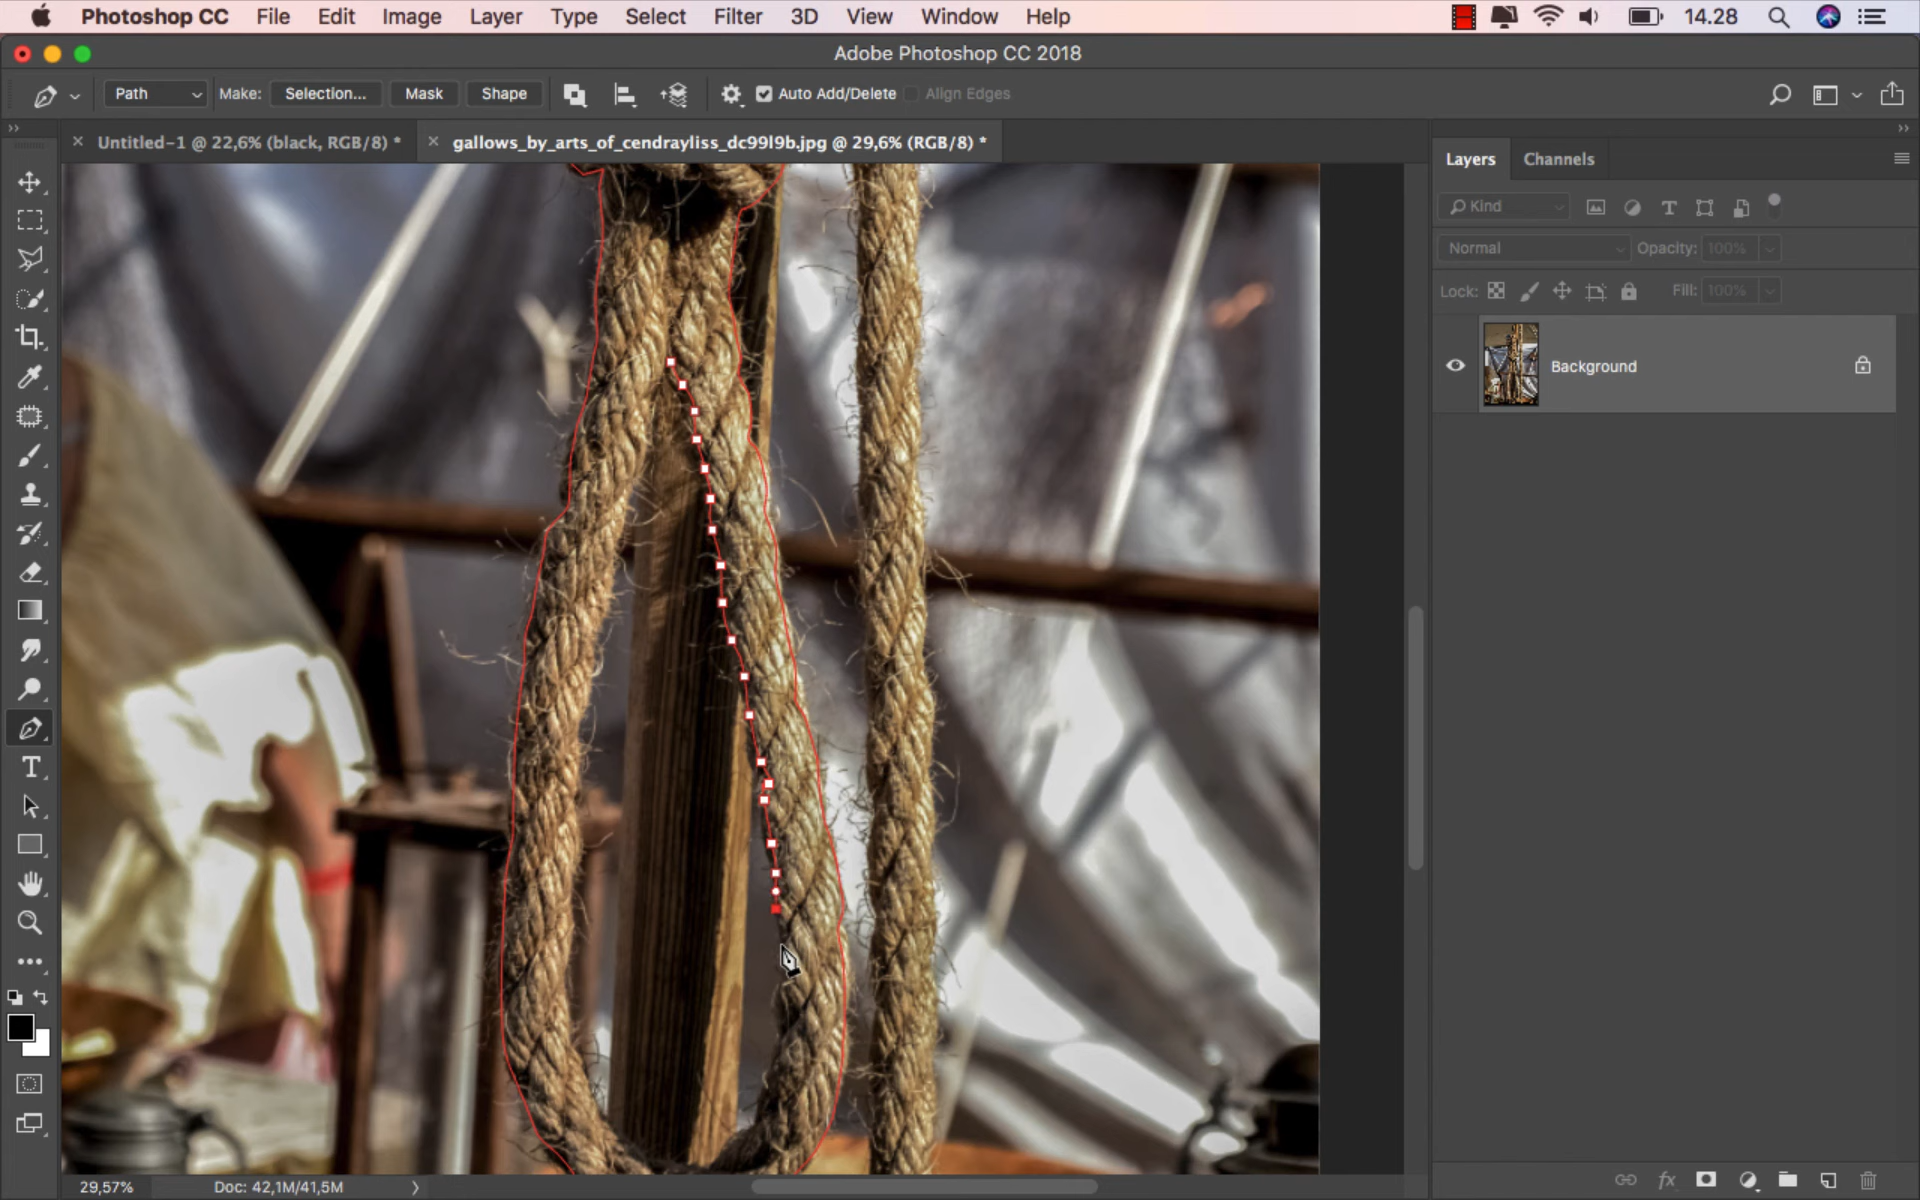 Photoshop CC File Edit Image Layer Type Select Filter 3D View Window Help 14.28
Adobe Photoshop CC 2018
Path Make: Selection... Mask Shape Auto Add/Delete Align Edges
Untitled-1 @ 22,6% (black, RGB/8) * gallows_by_arts_of_cendrayliss_dc99l9b.jpg @ 29,6% (RGB/8) *
Layers Channels
Kind
Normal Opacity: 100%
Lock: Fill: 100%
Background
29,57% Doc: 42,1M/41,5M